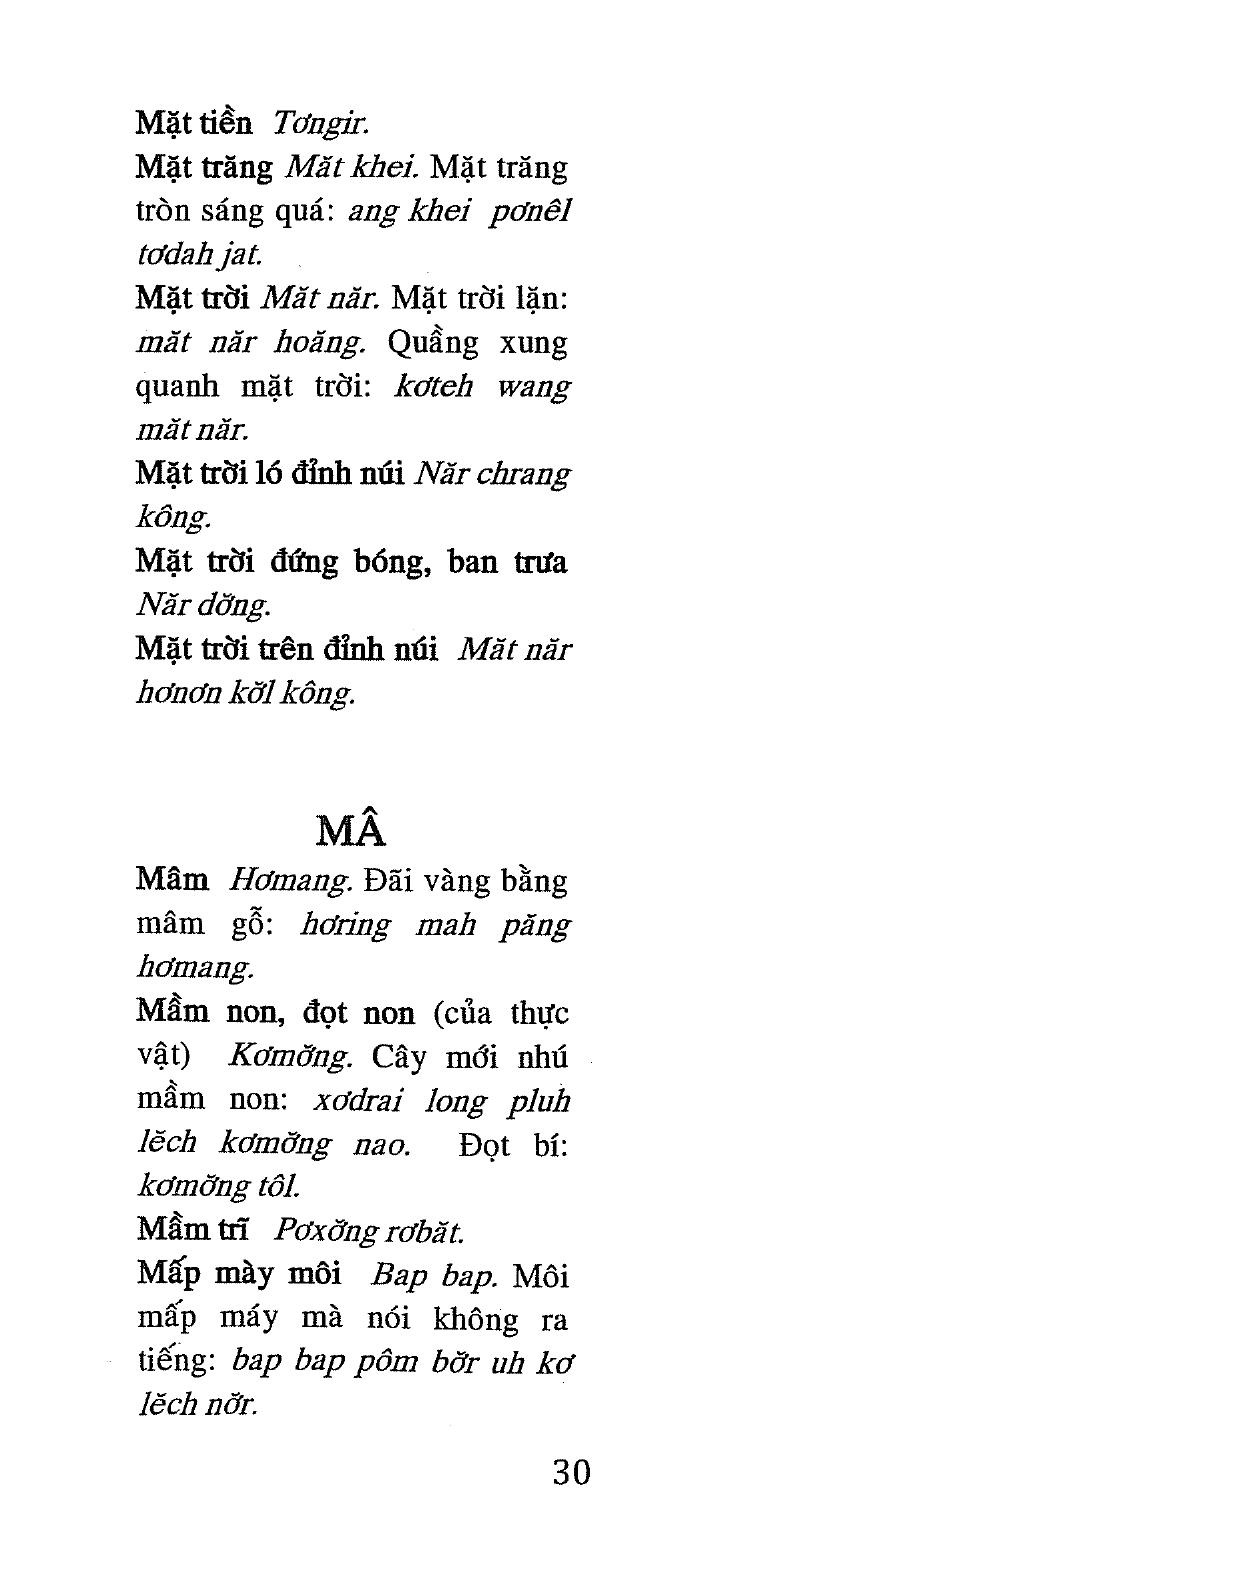 Mặt tiền Tơngir.
Mặt trăng Măt khei. Mặt trăng
tròn sáng quá: ang khei pơnêl
tơdah jat.
Mặt trời Măt năr. Mặt trời lặn:
măt năr hoăng. Quầng xung
quanh mặt trời: kơteh wang
măt năr.
Mặt trời ló đỉnh núi Năr chrang
kông.
Mặt trời đứng bóng, ban trưa
Năr dơ̆ng.
Mặt trời trên đỉnh núi Măt năr
hơnơn kơ̆l kông.
MÂ
Mâm Hơmang. Đãi vàng bằng
mâm gỗ: hơring mah păng
hơmang.
Mầm non, đọt non (của thực
vật) Kơmơ̆ng. Cây mới nhú
mầm non: xơdrai long pluh
lĕch kơmơ̆ng nao. Đọt bí:
kơmơ̆ng tôl.
Mầm trĩ Pơxơ̆ng rơbăt.
Mấp mày môi Bap bap. Môi
mấp máy mà nói không ra
tiếng: bap bap pôm bơ̆r uh kơ
lĕch nơ̆r.
30